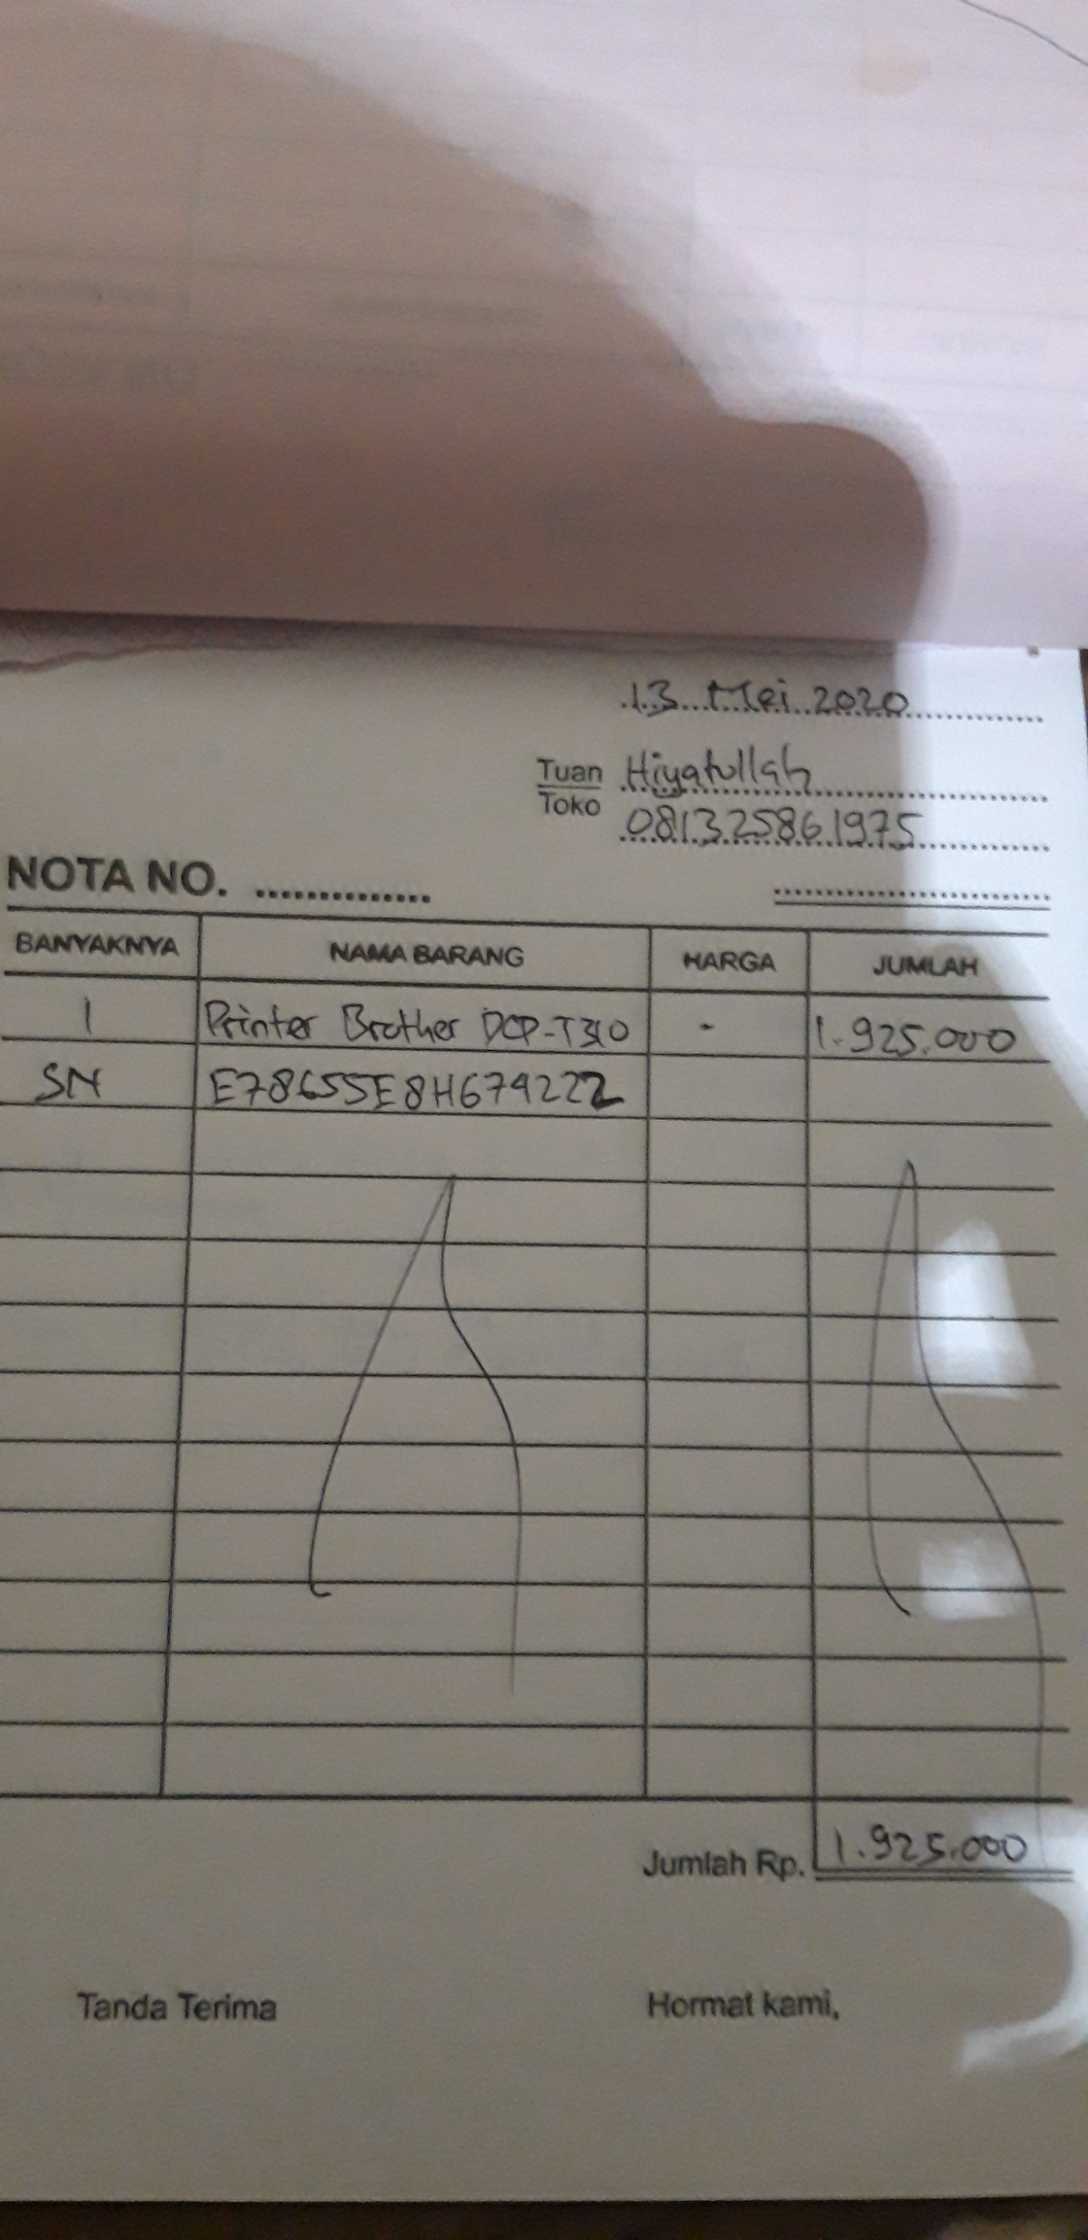 13 Mei 2020
Tuan Hiyatullah
Toko 081325861975
NOTA NO.
BANYAKNYA NAMA BARANG HARGA JUMLAH
1 Printer Brother DCP-T310 - 1.925.000
SN E78655E8H674222
Jumlah Rp. 1.925.000
Tanda Terima Hormat kami,